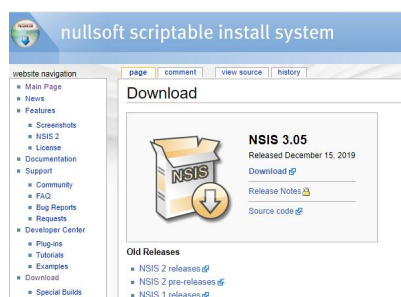 nullsoft scriptable install system
website navigation
Main Page
News
Features
Screenshots
NSIS 2
License
Documentation
Support
Community
FAQ
Bug Reports
Requests
Developer Center
Plug-ins
Tutorials
Examples
Download
Special Builds
page comment view source history
Download
NSIS
NSIS 3.05
Released December 15, 2019
Download
Release Notes
Source code
Old Releases
NSIS 2 releases
NSIS 2 pre-releases
NSIS 1 releases